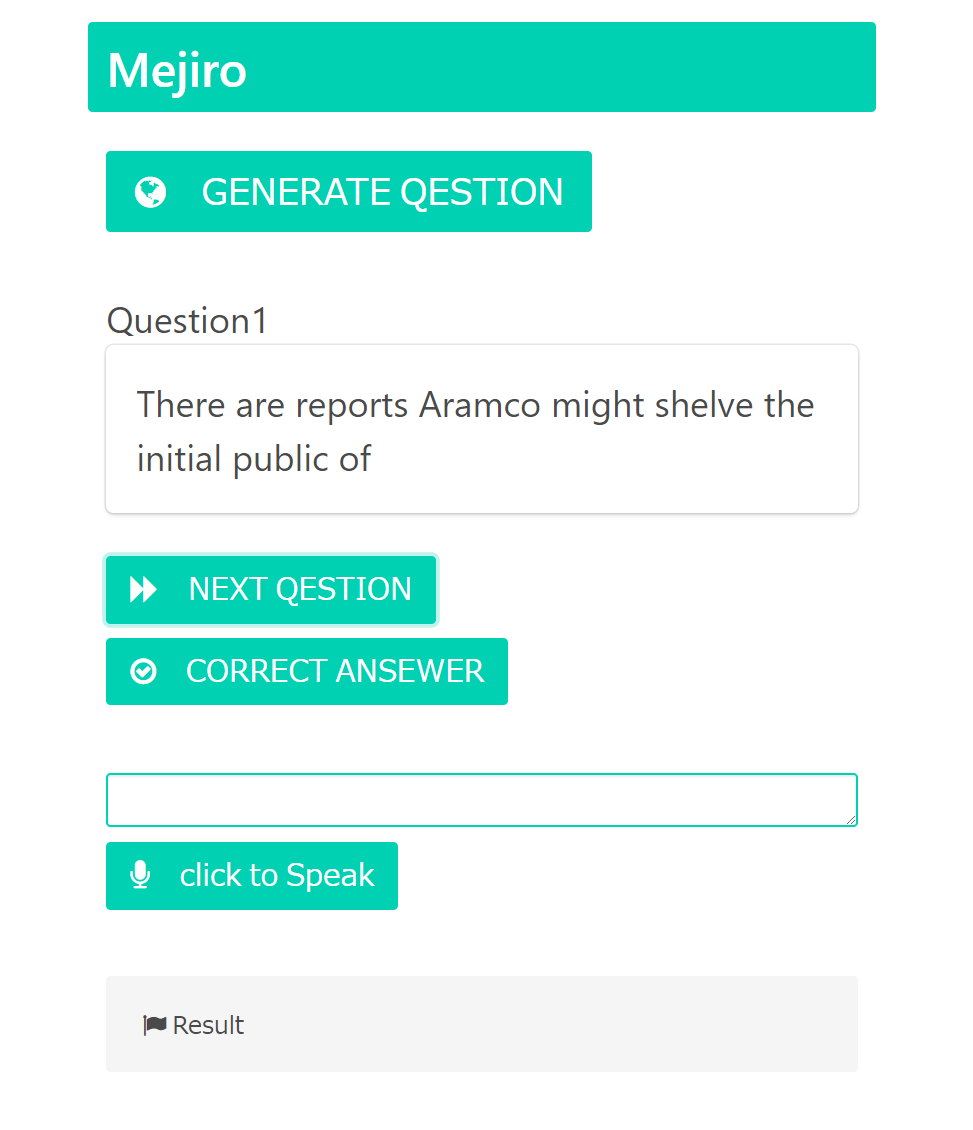 Mejiro
GENERATE QESTION
Question1
There are reports Aramco might shelve the
initial public of
NEXT QESTION
CORRECT ANSEWER
click to Speak
Result